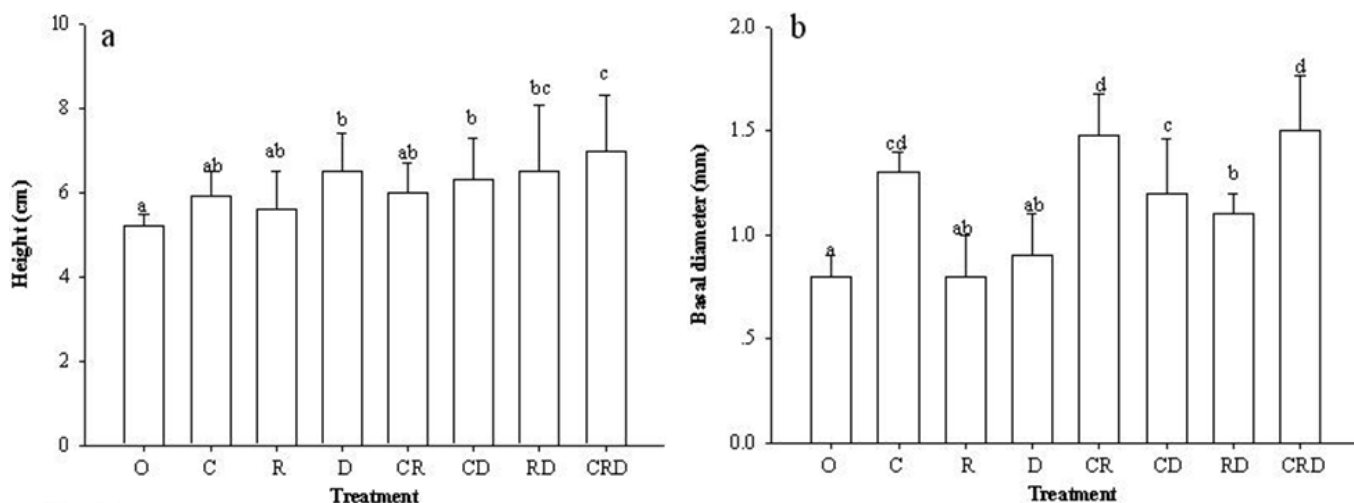 a
Height (cm)
10
8
6
4
2
0
a
ab
ab
b
ab
b
bc
c
O C R D CR CD RD CRD
Treatment
b
Basal diameter (mm)
2.0
1.5
1.0
.5
0.0
a
cd
ab
ab
d
c
b
d
O C R D CR CD RD CRD
Treatment